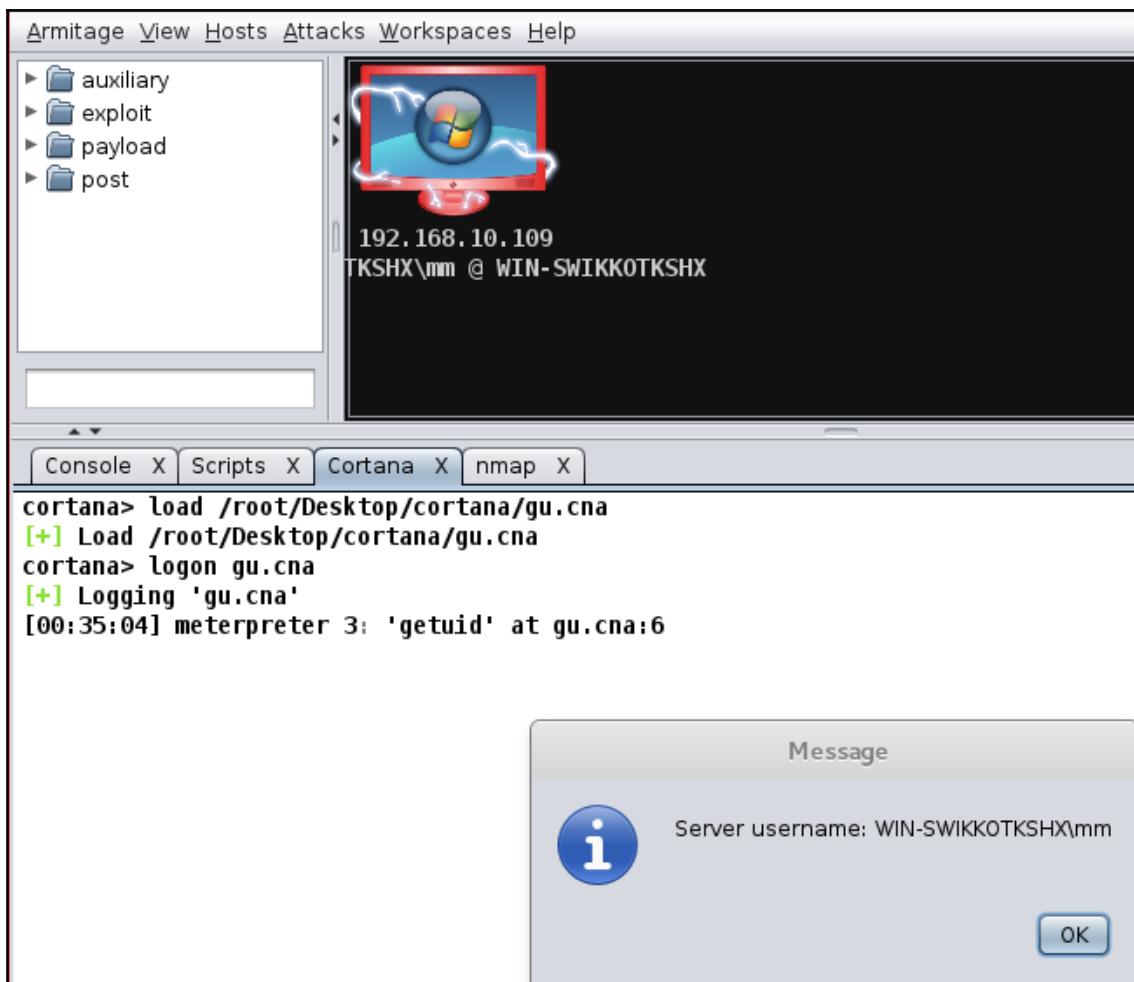 Armitage View Hosts Attacks Workspaces Help
auxiliary
exploit
payload
post
192.168.10.109
TKSHX\mm @ WIN-SWIKKOTKSHX
Console X Scripts X Cortana X nmap X
cortana> load /root/Desktop/cortana/gu.cna
[+] Load /root/Desktop/cortana/gu.cna
cortana> logon gu.cna
[+] Logging 'gu.cna'
[00:35:04] meterpreter 3: 'getuid' at gu.cna:6
Message
Server username: WIN-SWIKKOTKSHX\mm
OK